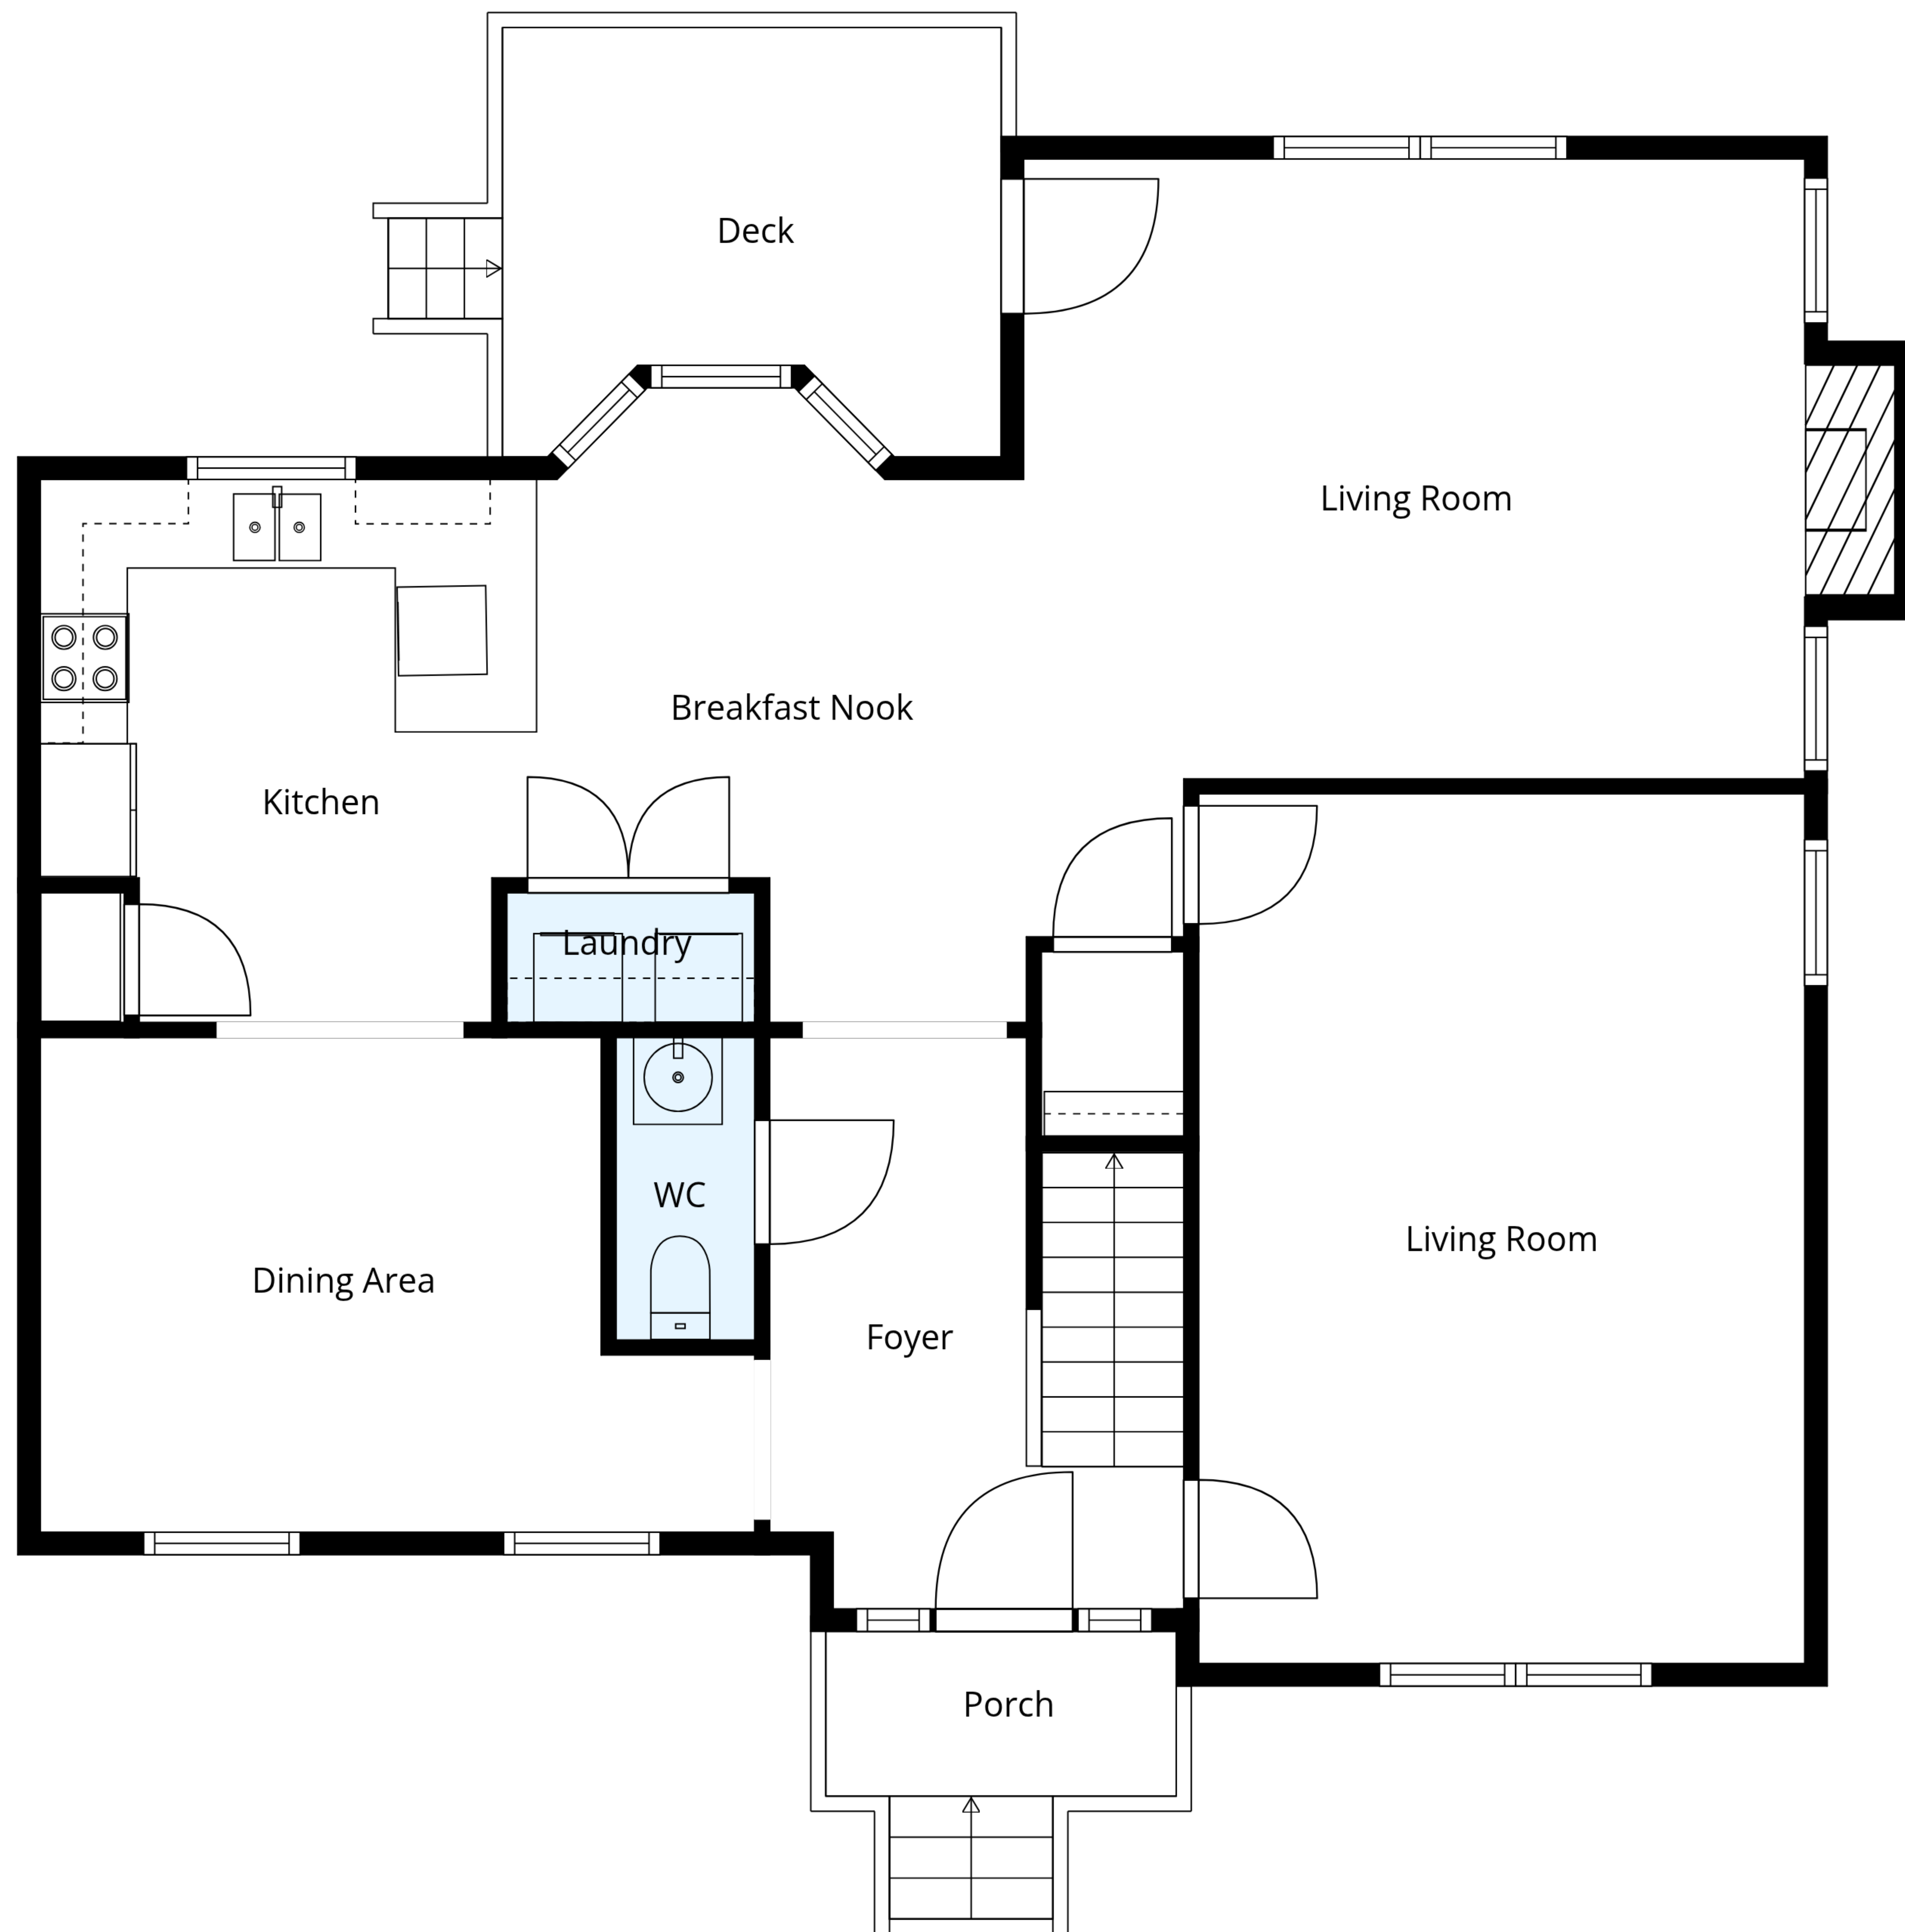 Deck
Living Room
Breakfast Nook
Kitchen
Laundry
WC
Living Room
Dining Area
Foyer
Porch